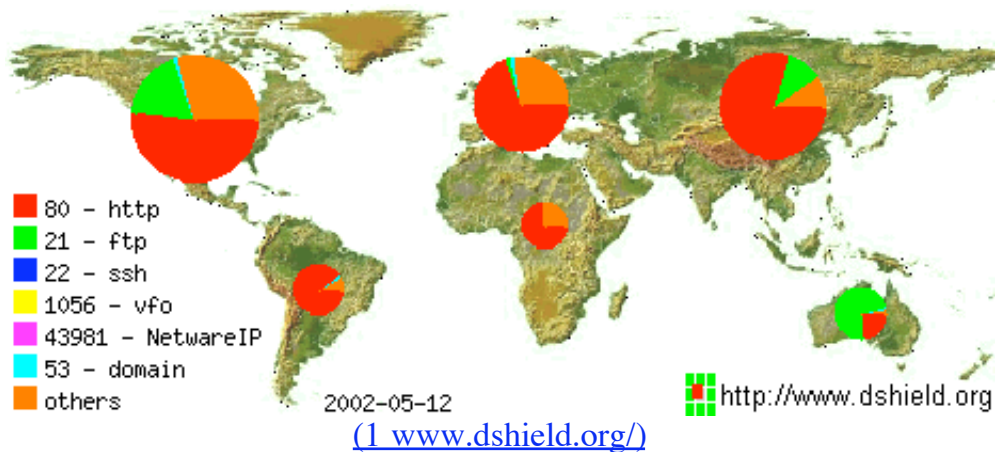 80 - http
21 - ftp
22 - ssh
1056 - vfo
43981 - NetwareIP
53 - domain
others
2002-05-12
http://www.dshield.org
(1 www.dshield.org/)